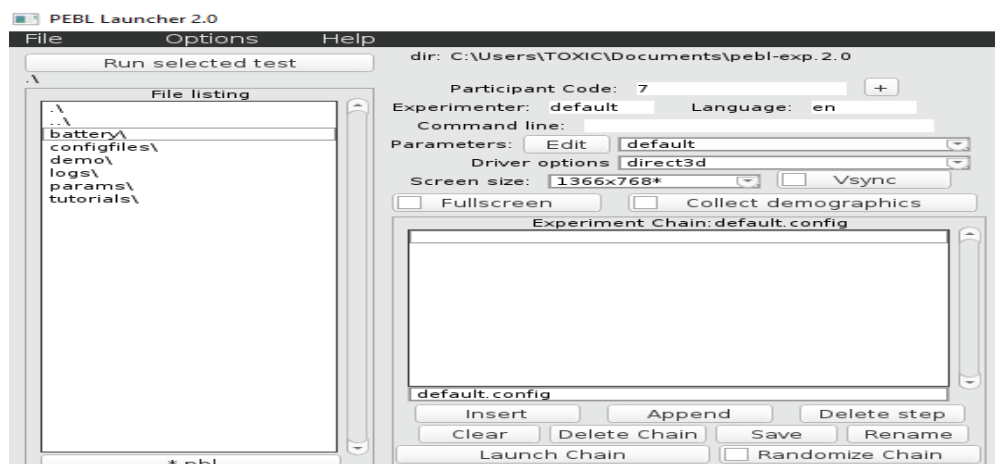 PEBL Launcher 2.0
File Options Help
Run selected test
.\
File listing
.\
..\
battery\
configfiles\
demo\
logs\
params\
tutorials\
*.pbl
dir: C:\Users\TOXIC\Documents\pebl-exp.2.0
Participant Code: 7 +
Experimenter: default Language: en
Command line:
Parameters: Edit default
Driver options direct3d
Screen size: 1366x768* Vsync
Fullscreen Collect demographics
Experiment Chain:default.config
default.config
Insert Append Delete step
Clear Delete Chain Save Rename
Launch Chain Randomize Chain